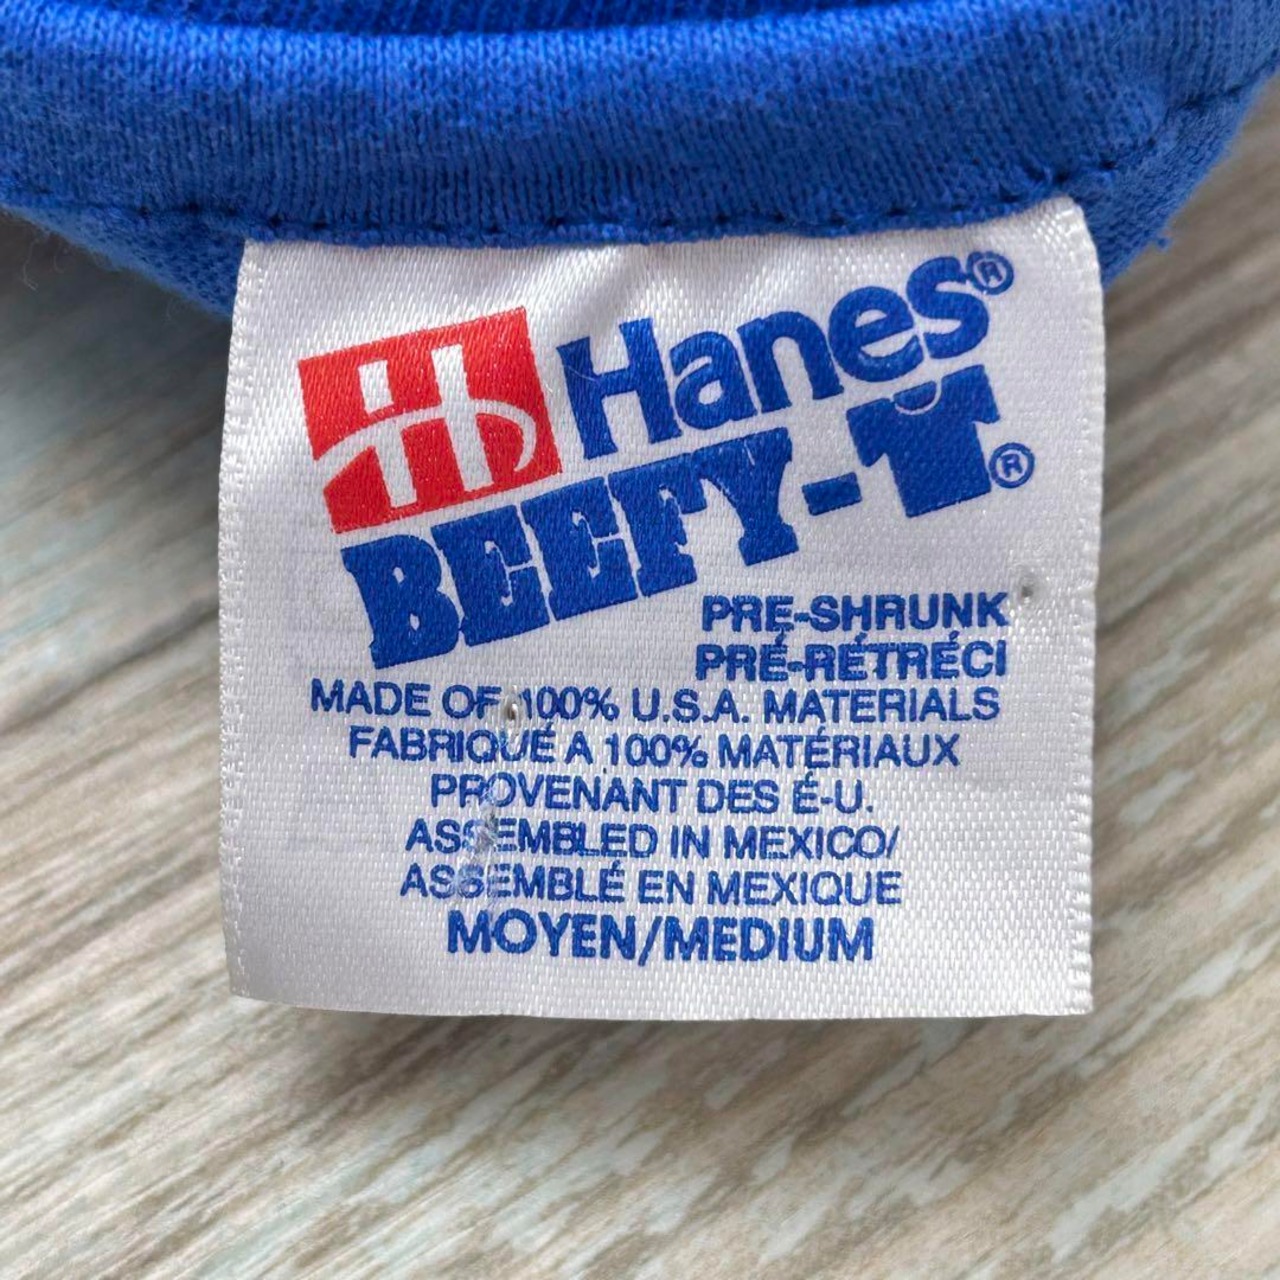 Hanes®
BEEFY-T®
PRE-SHRUNK
PRÉ-RÉTRÉCI
MADE OF 100% U.S.A. MATERIALS
FABRIQUÉ A 100% MATÉRIAUX
PROVENANT DES É-U.
ASSEMBLED IN MEXICO/
ASSEMBLÉ EN MEXIQUE
MOYEN/MEDIUM